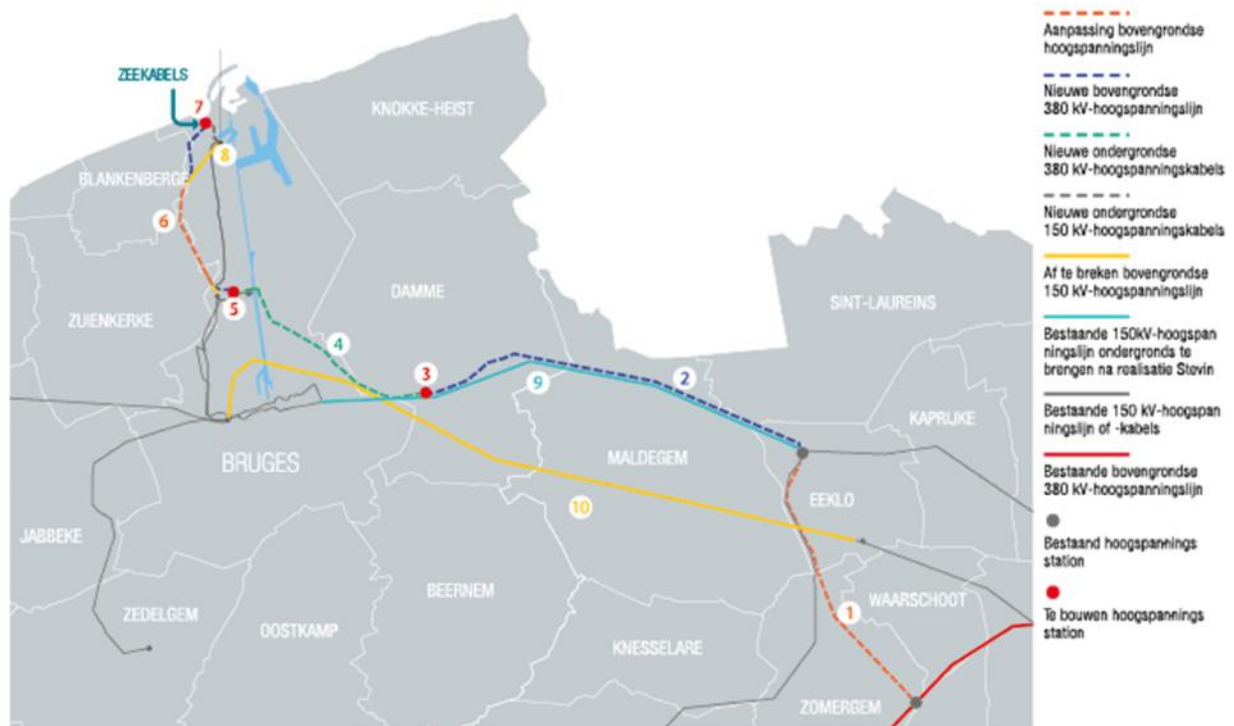 ZEEKABELS
7
KNOKKE-HEIST
8
BLANKENBERGE
6
DAMME
SINT-LAUREINS
5
ZUIENKERKE
4
3
9
2
KAPRIJKE
BRUGES
MALDEGEM
EEKLO
10
JABBEKE
BEERNEM
WAARSCHOOT
1
ZEDELGEM
OOSTKAMP
KNESSELARE
ZOMERGEM
Aanpassing bovengrondse
hoogspanningslijn
Nieuwe bovengrondse
380 kV-hoogspanningslijn
Nieuwe ondergrondse
380 kV-hoogspanningskabels
Nieuwe ondergrondse
150 kV-hoogspanningskabels
Af te breken bovengrondse
150 kV-hoogspanningslijn
Bestaande 150kV-hoogspan
ningslijn ondergronds te
brengen na realisatie Stevin
Bestaande 150 kV-hoogspan
ningslijn of -kabels
Bestaande bovengrondse
380 kV-hoogspanningslijn
Bestaand hoogspannings
station
Te bouwen hoogspannings
station